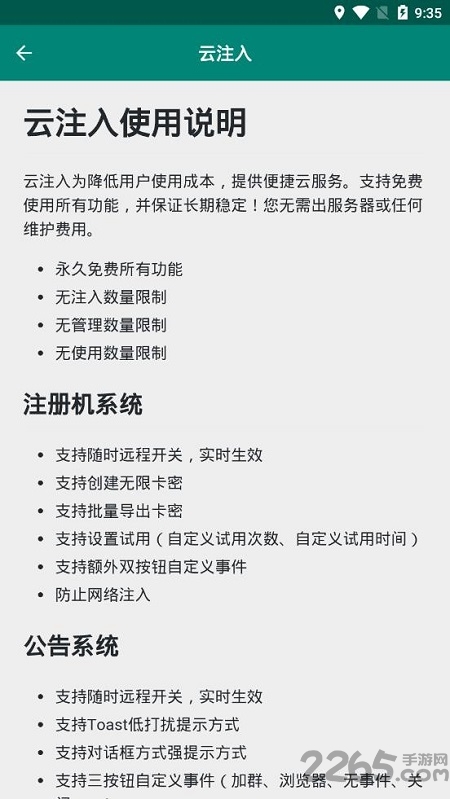 9:35
云注入
云注入使用说明
云注入为降低用户使用成本，提供便捷云服务。支持免费
使用所有功能，并保证长期稳定！您无需出服务器或任何
维护费用。
• 永久免费所有功能
• 无注入数量限制
• 无管理数量限制
• 无使用数量限制
注册机系统
• 支持随时远程开关，实时生效
• 支持创建无限卡密
• 支持批量导出卡密
• 支持设置试用（自定义试用次数、自定义试用时间）
• 支持额外双按钮自定义事件
• 防止网络注入
公告系统
• 支持随时远程开关，实时生效
• 支持Toast低打扰提示方式
• 支持对话框方式强提示方式
• 支持三按钮自定义事件（加群、浏览器、无事件、关
2265手游网
.com